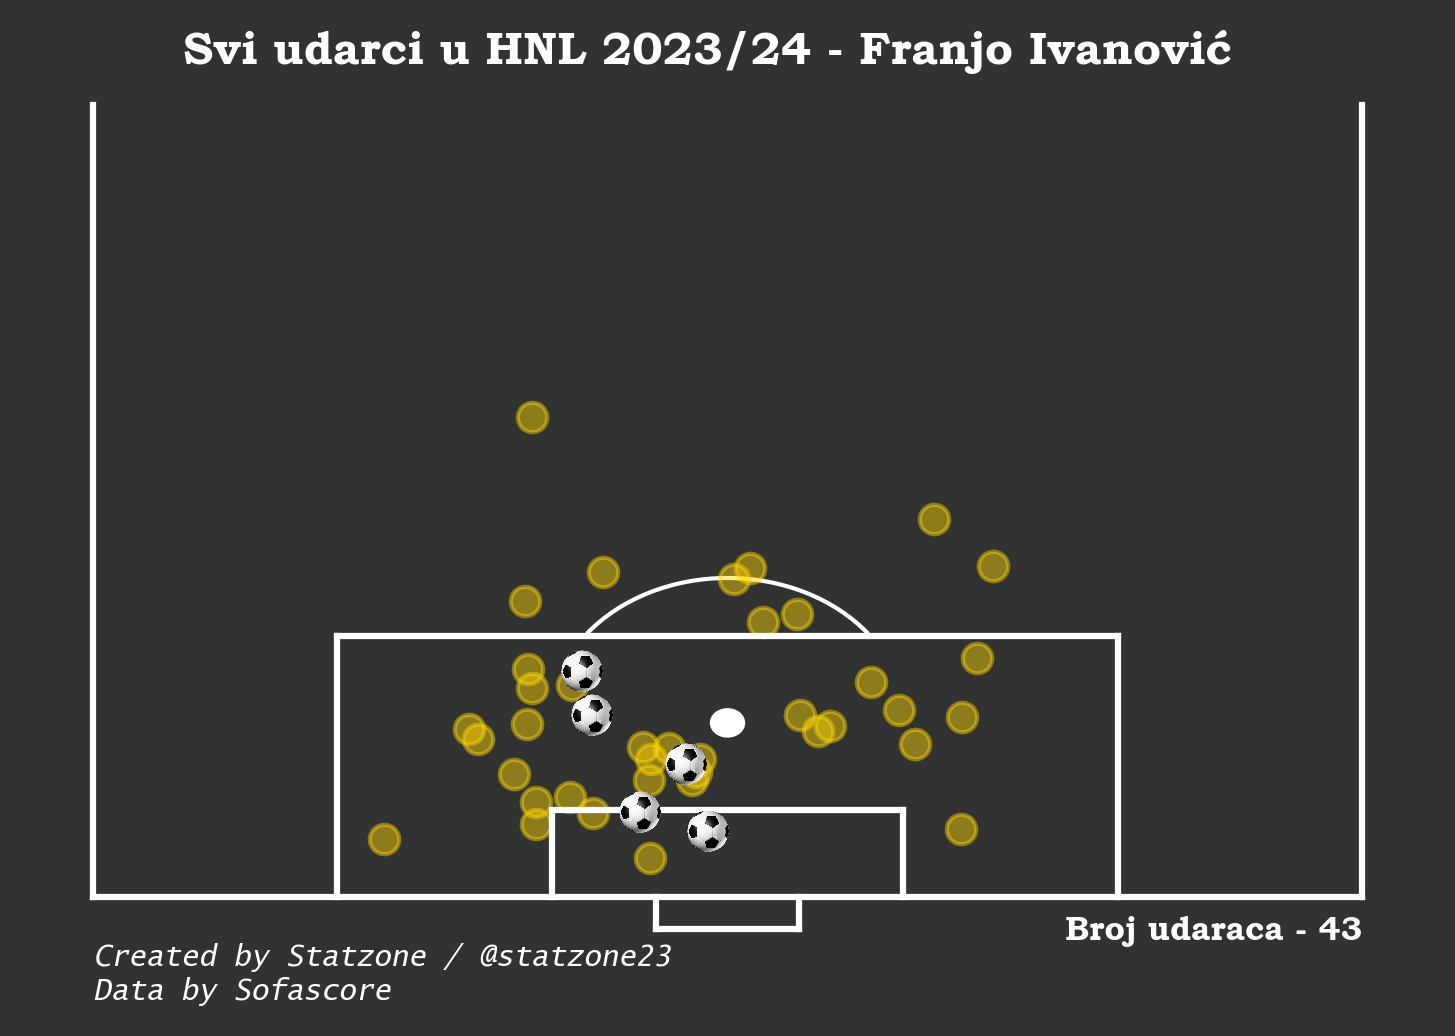 Svi udarci u HNL 2023/24 - Franjo Ivanović
Broj udaraca - 43
Created by Statzone / @statzone23
Data by Sofascore